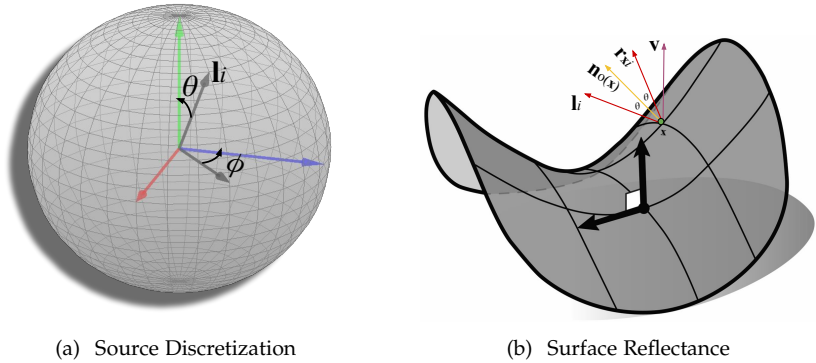 θ
l_i
ϕ
v
r_{x_i}
n_{o(x)}
l_i
θ
θ
x
(a) Source Discretization
(b) Surface Reflectance